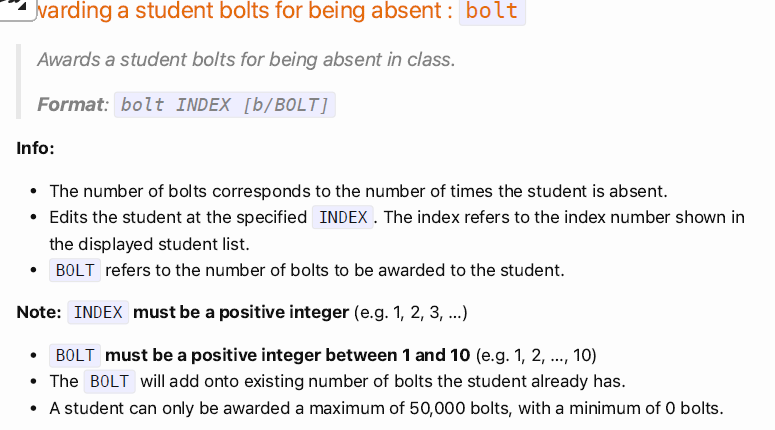 warding a student bolts for being absent : bolt
Awards a student bolts for being absent in class.
Format: bolt INDEX [b/BOLT]
Info:
• The number of bolts corresponds to the number of times the student is absent.
• Edits the student at the specified INDEX. The index refers to the index number shown in
the displayed student list.
• BOLT refers to the number of bolts to be awarded to the student.
Note: INDEX must be a positive integer (e.g. 1, 2, 3, …)
• BOLT must be a positive integer between 1 and 10 (e.g. 1, 2, …, 10)
• The BOLT will add onto existing number of bolts the student already has.
• A student can only be awarded a maximum of 50,000 bolts, with a minimum of 0 bolts.